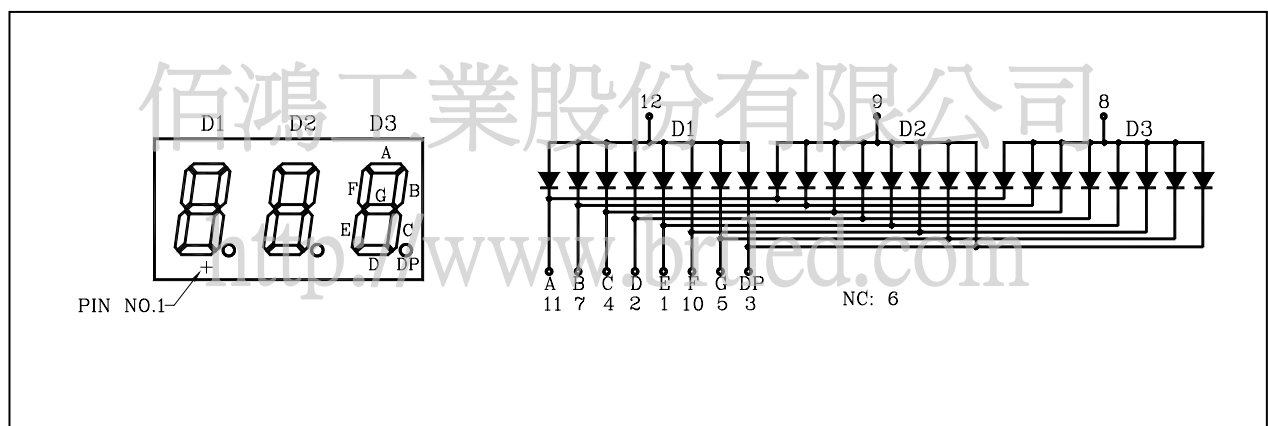 佰鴻工業股份有限公司
http://www.brtled.com
D1 D2 D3
A
F B
G
E C
D DP
+
PIN NO.1
12 9 8
D1 D2 D3
A B C D E F G DP
11 7 4 2 1 10 5 3
NC: 6